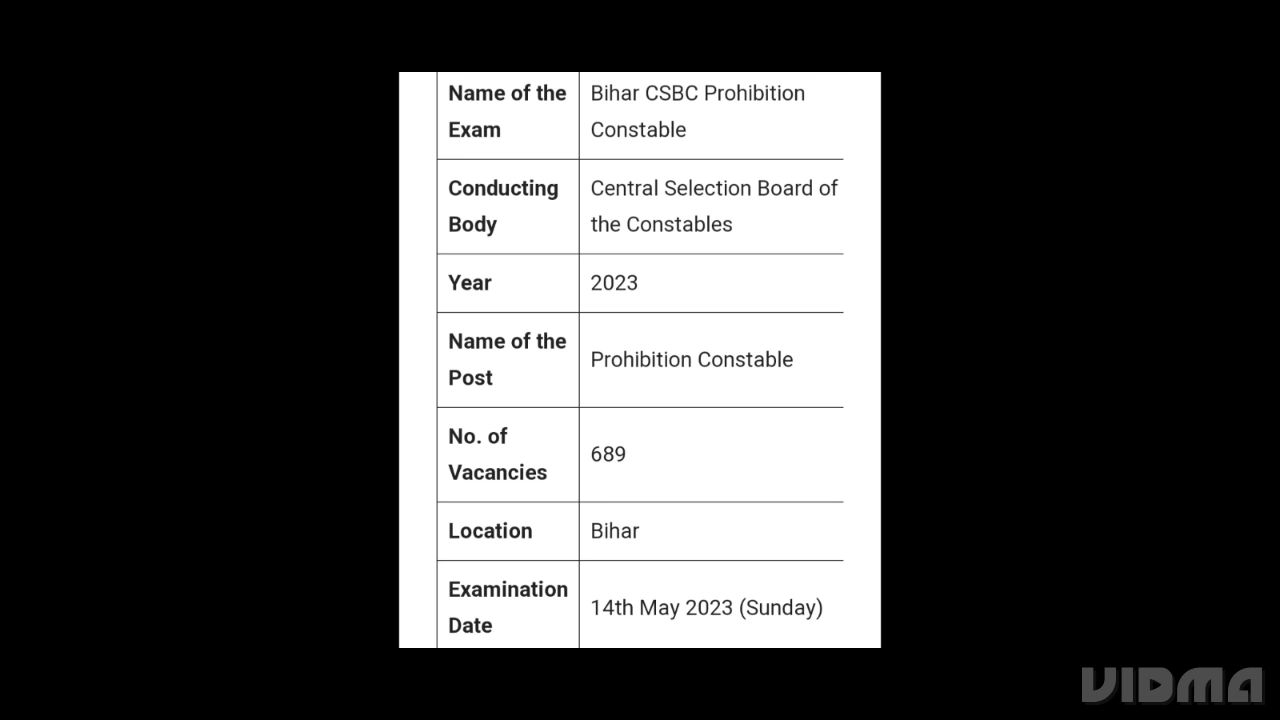 Name of the
Exam
Bihar CSBC Prohibition
Constable
Conducting
Body
Central Selection Board of
the Constables
Year
2023
Name of the
Post
Prohibition Constable
No. of
Vacancies
689
Location
Bihar
Examination
Date
14th May 2023 (Sunday)
VIDMA